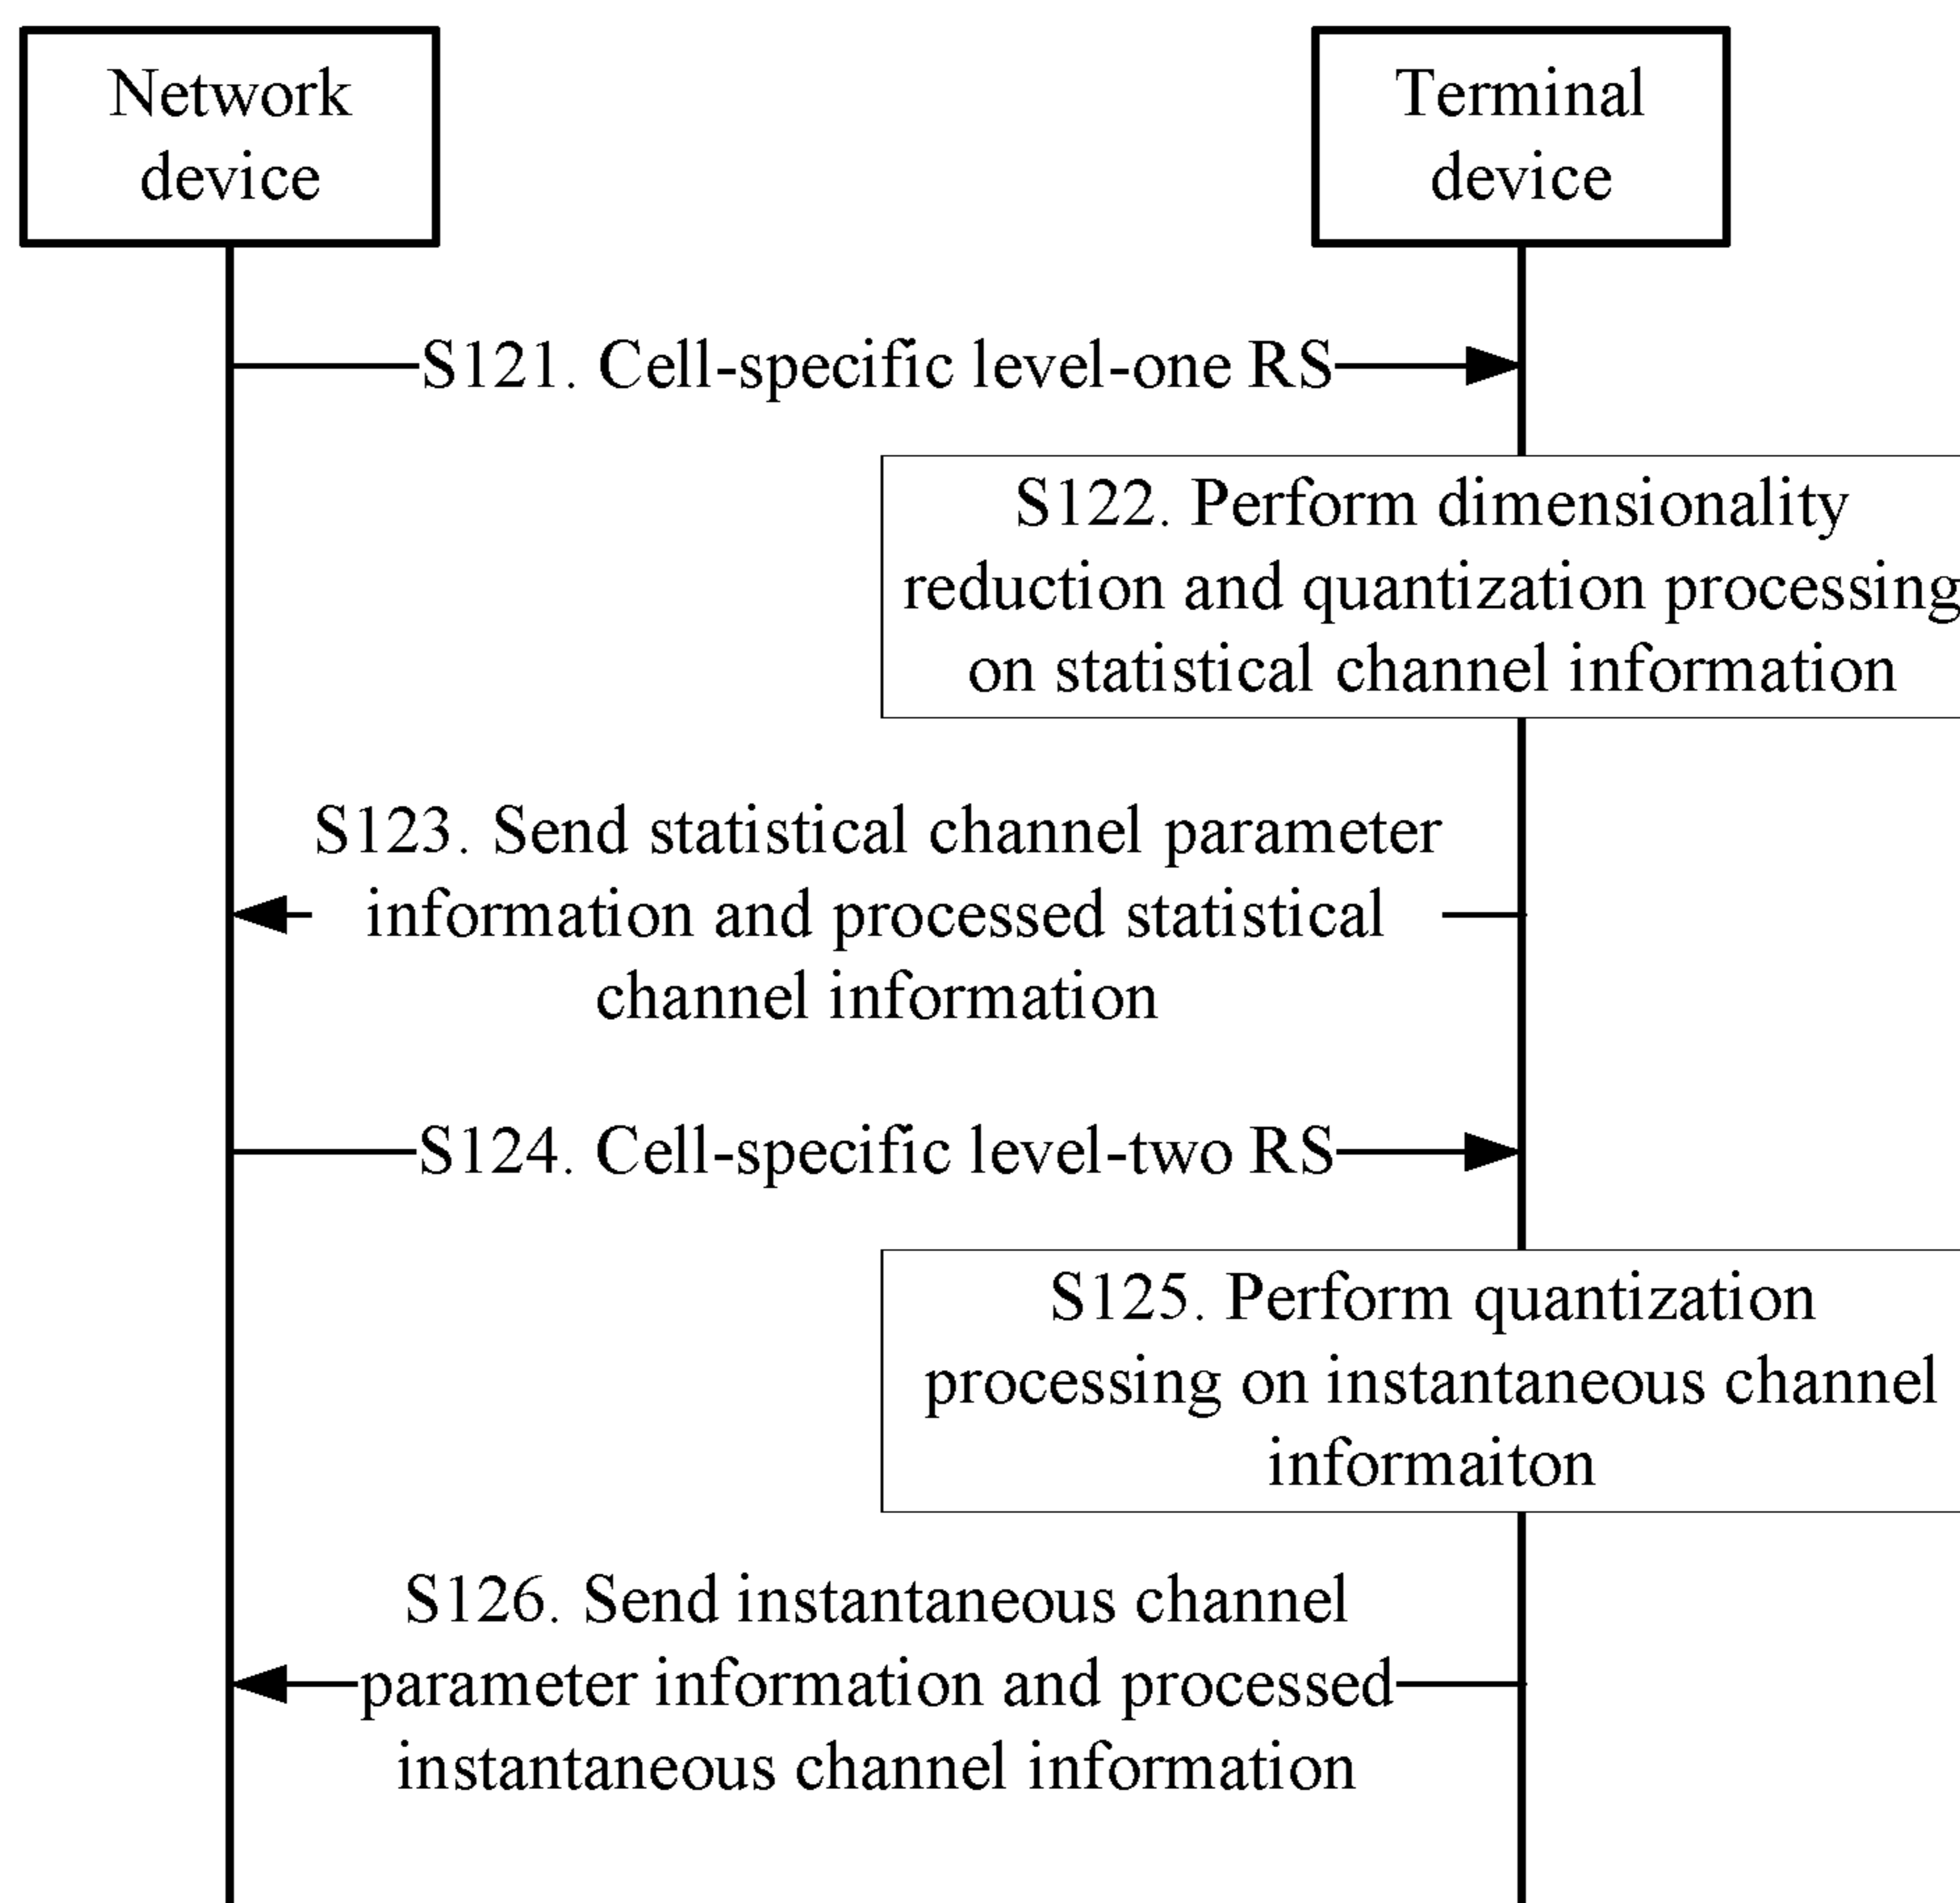 Network
device
Terminal
device
S121. Cell-specific level-one RS
S122. Perform dimensionality
reduction and quantization processing
on statistical channel information
S123. Send statistical channel parameter
information and processed statistical
channel information
S124. Cell-specific level-two RS
S125. Perform quantization
processing on instantaneous channel
informaiton
S126. Send instantaneous channel
parameter information and processed
instantaneous channel information